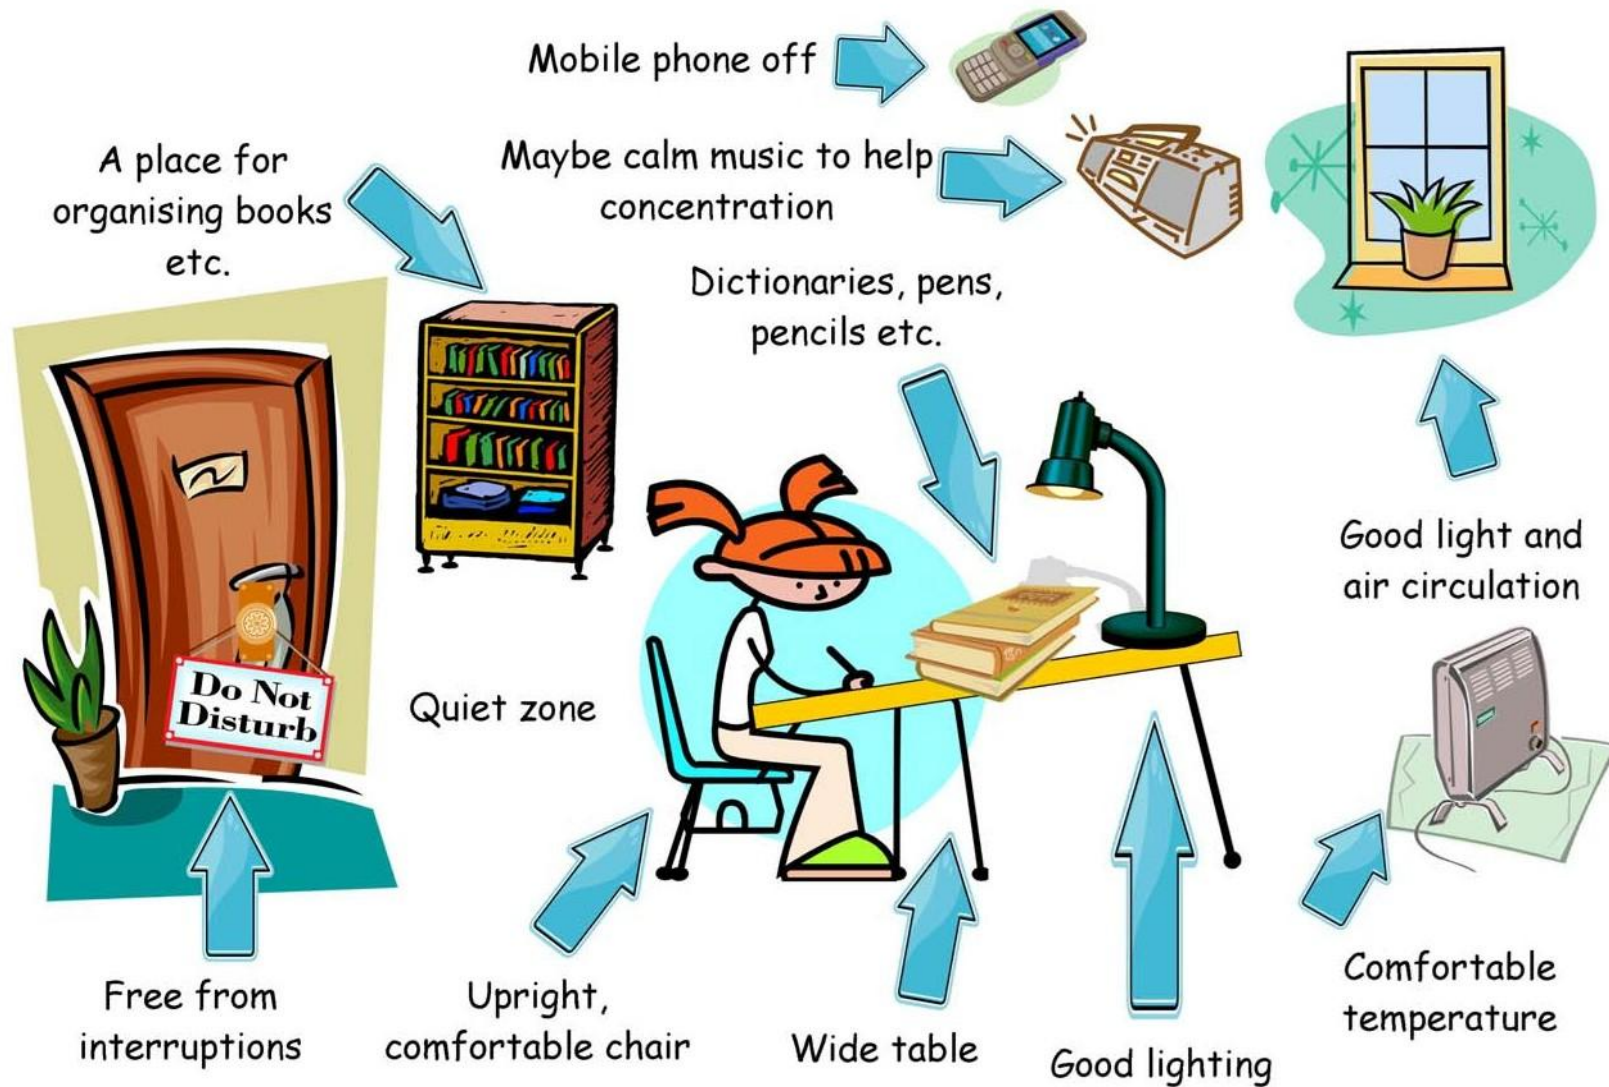 Mobile phone off
A place for
organising books
etc.
Maybe calm music to help
concentration
Dictionaries, pens,
pencils etc.
Good light and
air circulation
Do Not
Disturb
Quiet zone
Free from
interruptions
Upright,
comfortable chair
Wide table
Good lighting
Comfortable
temperature